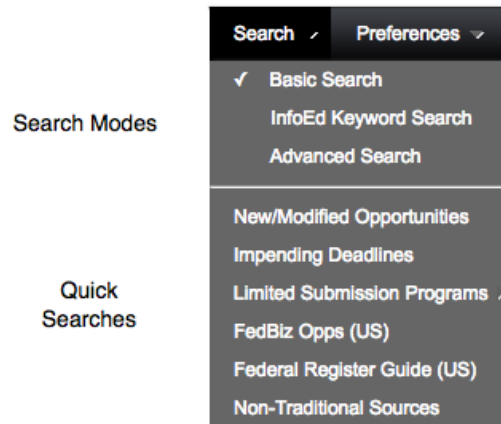 Search Preferences
✓ Basic Search
InfoEd Keyword Search
Advanced Search
Search Modes
New/Modified Opportunities
Impending Deadlines
Limited Submission Programs
FedBiz Opps (US)
Federal Register Guide (US)
Non-Traditional Sources
Quick
Searches